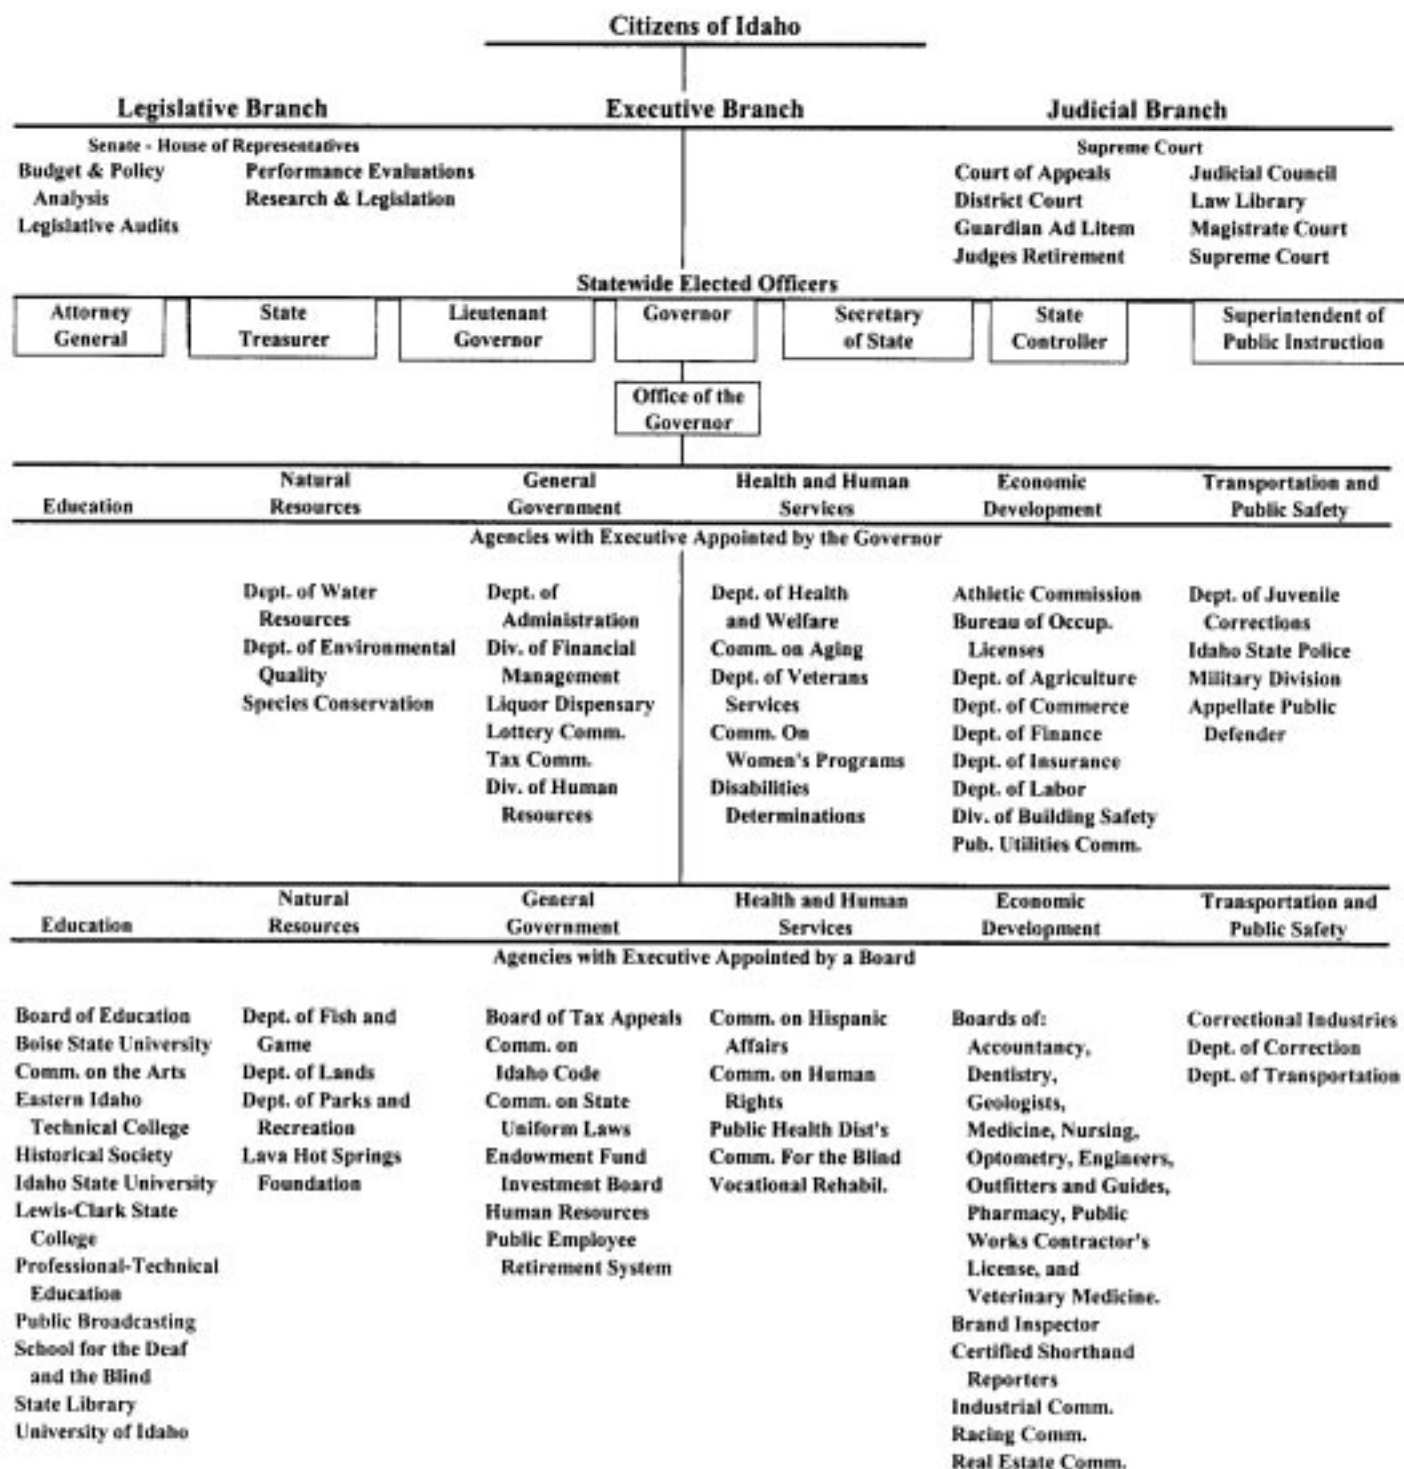 Citizens of Idaho
Legislative Branch
Executive Branch
Judicial Branch
Senate - House of Representatives
Budget & Policy
Analysis
Legislative Audits
Performance Evaluations
Research & Legislation
Supreme Court
Court of Appeals
District Court
Guardian Ad Litem
Judges Retirement
Judicial Council
Law Library
Magistrate Court
Supreme Court
Statewide Elected Officers
Attorney
General
State
Treasurer
Lieutenant
Governor
Governor
Secretary
of State
State
Controller
Superintendent of
Public Instruction
Office of the
Governor
Education
Natural
Resources
General
Government
Health and Human
Services
Economic
Development
Transportation and
Public Safety
Agencies with Executive Appointed by the Governor
Dept. of Water
Resources
Dept. of Environmental
Quality
Species Conservation
Dept. of
Administration
Div. of Financial
Management
Liquor Dispensary
Lottery Comm.
Tax Comm.
Div. of Human
Resources
Dept. of Health
and Welfare
Comm. on Aging
Dept. of Veterans
Services
Comm. On
Women's Programs
Disabilities
Determinations
Athletic Commission
Bureau of Occup.
Licenses
Dept. of Agriculture
Dept. of Commerce
Dept. of Finance
Dept. of Insurance
Dept. of Labor
Div. of Building Safety
Pub. Utilities Comm.
Dept. of Juvenile
Corrections
Idaho State Police
Military Division
Appellate Public
Defender
Education
Natural
Resources
General
Government
Health and Human
Services
Economic
Development
Transportation and
Public Safety
Agencies with Executive Appointed by a Board
Board of Education
Boise State University
Comm. on the Arts
Eastern Idaho
Technical College
Historical Society
Idaho State University
Lewis-Clark State
College
Professional-Technical
Education
Public Broadcasting
School for the Deaf
and the Blind
State Library
University of Idaho
Dept. of Fish and
Game
Dept. of Lands
Dept. of Parks and
Recreation
Lava Hot Springs
Foundation
Board of Tax Appeals
Comm. on
Idaho Code
Comm. on State
Uniform Laws
Endowment Fund
Investment Board
Human Resources
Public Employee
Retirement System
Comm. on Hispanic
Affairs
Comm. on Human
Rights
Public Health Dist's
Comm. For the Blind
Vocational Rehabil.
Boards of:
Accountancy,
Dentistry,
Geologists,
Medicine, Nursing,
Optometry, Engineers,
Outfitters and Guides,
Pharmacy, Public
Works Contractor's
License, and
Veterinary Medicine.
Brand Inspector
Certified Shorthand
Reporters
Industrial Comm.
Racing Comm.
Real Estate Comm.
Correctional Industries
Dept. of Correction
Dept. of Transportation